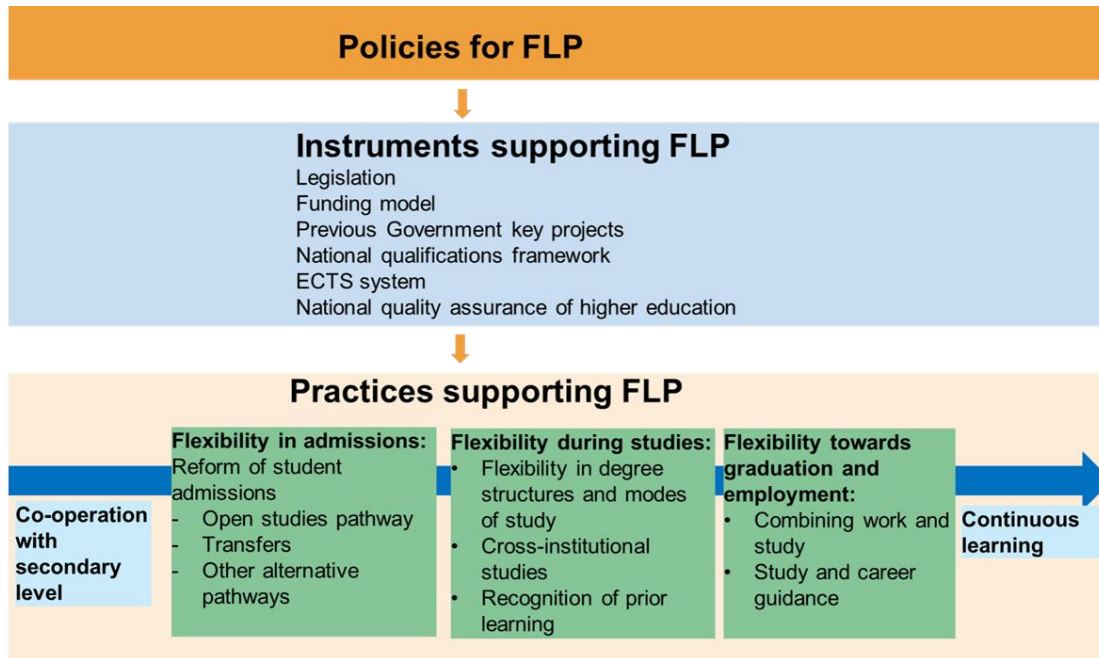 Policies for FLP
Instruments supporting FLP
Legislation
Funding model
Previous Government key projects
National qualifications framework
ECTS system
National quality assurance of higher education
Practices supporting FLP
Co-operation
with
secondary
level
Flexibility in admissions:
Reform of student
admissions
- Open studies pathway
- Transfers
- Other alternative
pathways
Flexibility during studies:
• Flexibility in degree
structures and modes
of study
• Cross-institutional
studies
• Recognition of prior
learning
Flexibility towards
graduation and
employment:
• Combining work and
study
• Study and career
guidance
Continuous
learning